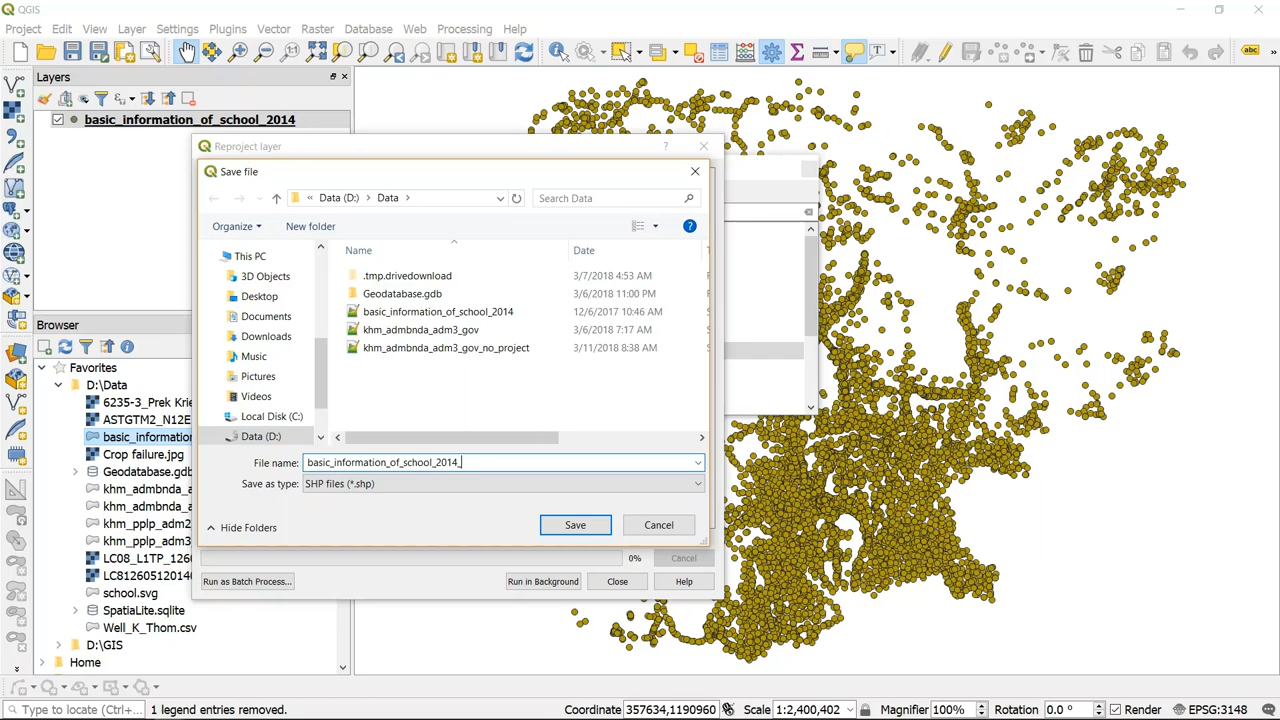 QGIS
Project Edit View Layer Settings Plugins Vector Raster Database Web Processing Help
abc
Layers
basic_information_of_school_2014
Reproject layer
Save file
« Data (D:) > Data >
Search Data
Organize
New folder
This PC
3D Objects
Desktop
Documents
Downloads
Music
Pictures
Videos
Local Disk (C:)
Data (D:)
Name Date
.tmp.drivedownload 3/7/2018 4:53 AM
Geodatabase.gdb 3/6/2018 11:00 PM
basic_information_of_school_2014 12/6/2017 10:46 AM
khm_admbnda_adm3_gov 3/6/2018 7:17 AM
khm_admbnda_adm3_gov_no_project 3/11/2018 8:38 AM
File name: basic_information_of_school_2014_
Save as type: SHP files (*.shp)
Hide Folders
Save
Cancel
0%
Cancel
Run as Batch Process...
Run in Background
Close
Help
Browser
Favorites
D:\Data
6235-3_Prek Krie
ASTGTM2_N12E
basic_information
Crop failure.jpg
Geodatabase.gdb
khm_admbnda_a
khm_admbnda_a
khm_pplp_adm2
khm_pplp_adm3
LC08_L1TP_1260
LC8126051201404
school.svg
SpatiaLite.sqlite
Well_K_Thom.csv
D:\GIS
Home
Type to locate (Ctrl+... 1 legend entries removed. Coordinate 357634,1190960 Scale 1:2,400,402 Magnifier 100% Rotation 0.0 ° Render EPSG:3148